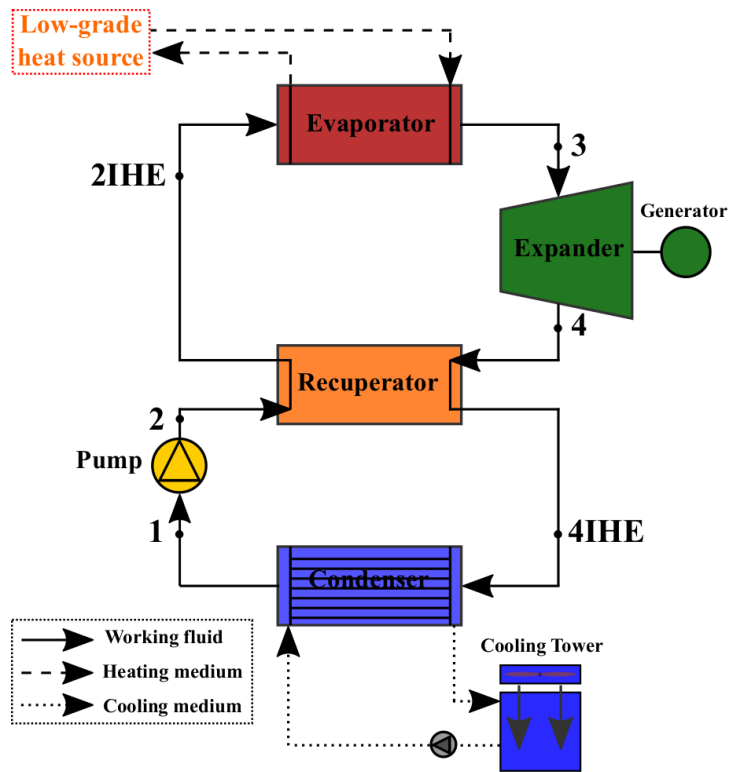 Low-grade
heat source
Evaporator
3
2IHE
Generator
Expander
4
Recuperator
2
Pump
1
4IHE
Condenser
Working fluid
Heating medium
Cooling medium
Cooling Tower